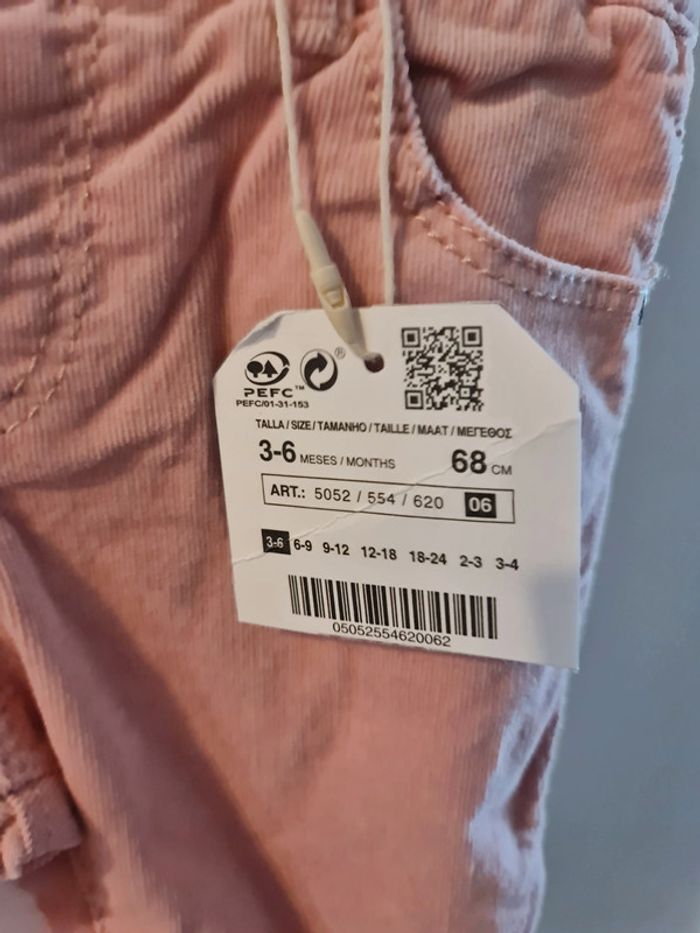 PEFC™
PEFC/01-31-153
®
TALLA / SIZE / TAMANHO / TAILLE / MAAT / ΜΕΓΕΘΟΣ
3-6 MESES / MONTHS 68 CM
ART.: 5052 / 554 / 620 06
3-6 6-9 9-12 12-18 18-24 2-3 3-4
05052554620062